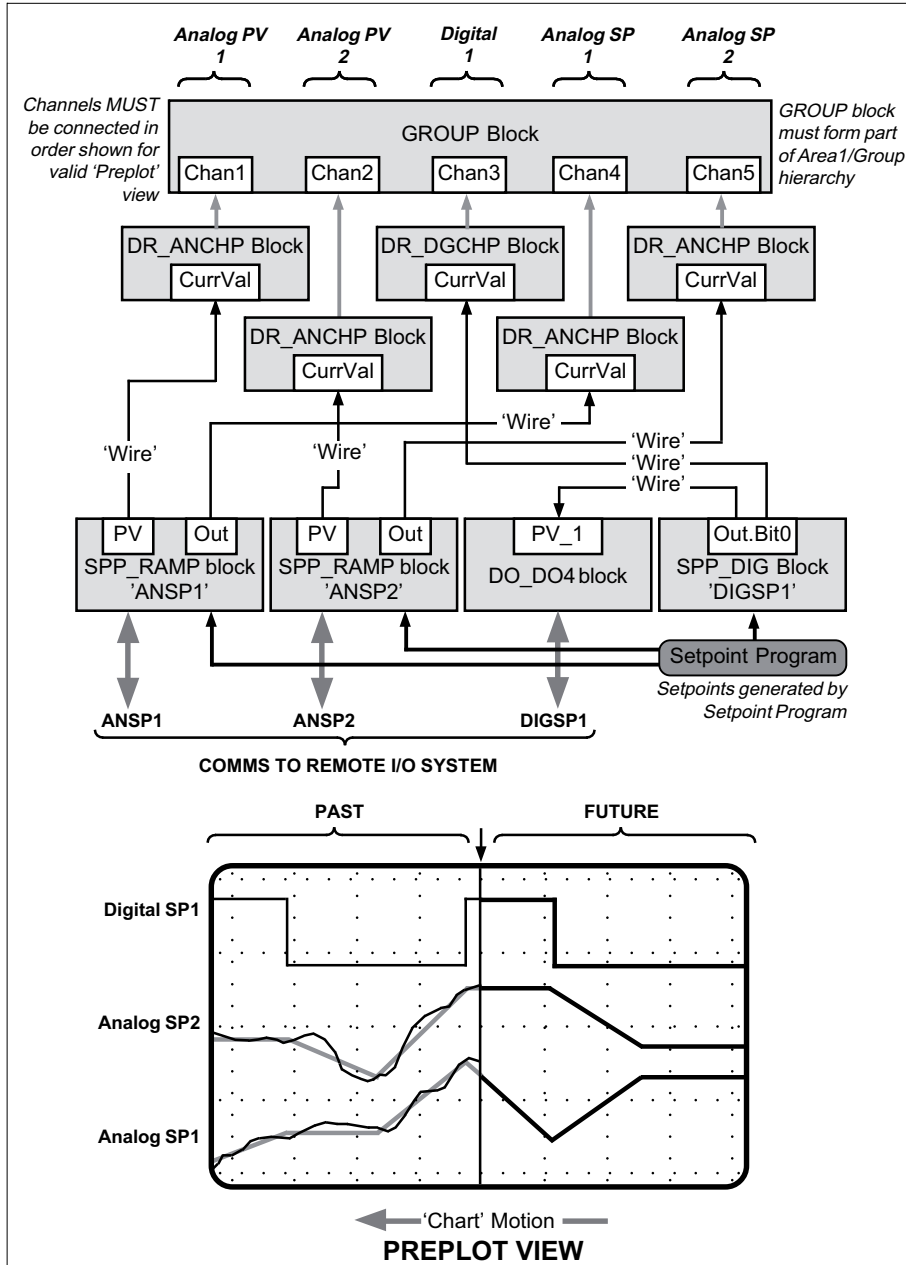 Analog PV
1
Analog PV
2
Digital
1
Analog SP
1
Analog SP
2
Channels MUST
be connected in
order shown for
valid 'Preplot'
view
GROUP Block
GROUP block
must form part
of Area1/Group
hierarchy
Chan1
Chan2
Chan3
Chan4
Chan5
DR_ANCHP Block
CurrVal
DR_DGCHP Block
CurrVal
DR_ANCHP Block
CurrVal
DR_ANCHP Block
CurrVal
DR_ANCHP Block
CurrVal
'Wire'
'Wire'
'Wire'
'Wire'
'Wire'
'Wire'
PV
Out
SPP_RAMP block
'ANSP1'
PV
Out
SPP_RAMP block
'ANSP2'
PV_1
DO_DO4 block
Out.Bit0
SPP_DIG Block
'DIGSP1'
Setpoint Program
Setpoints generated by
Setpoint Program
ANSP1
ANSP2
DIGSP1
COMMS TO REMOTE I/O SYSTEM
PAST
FUTURE
Digital SP1
Analog SP2
Analog SP1
'Chart' Motion
PREPLOT VIEW